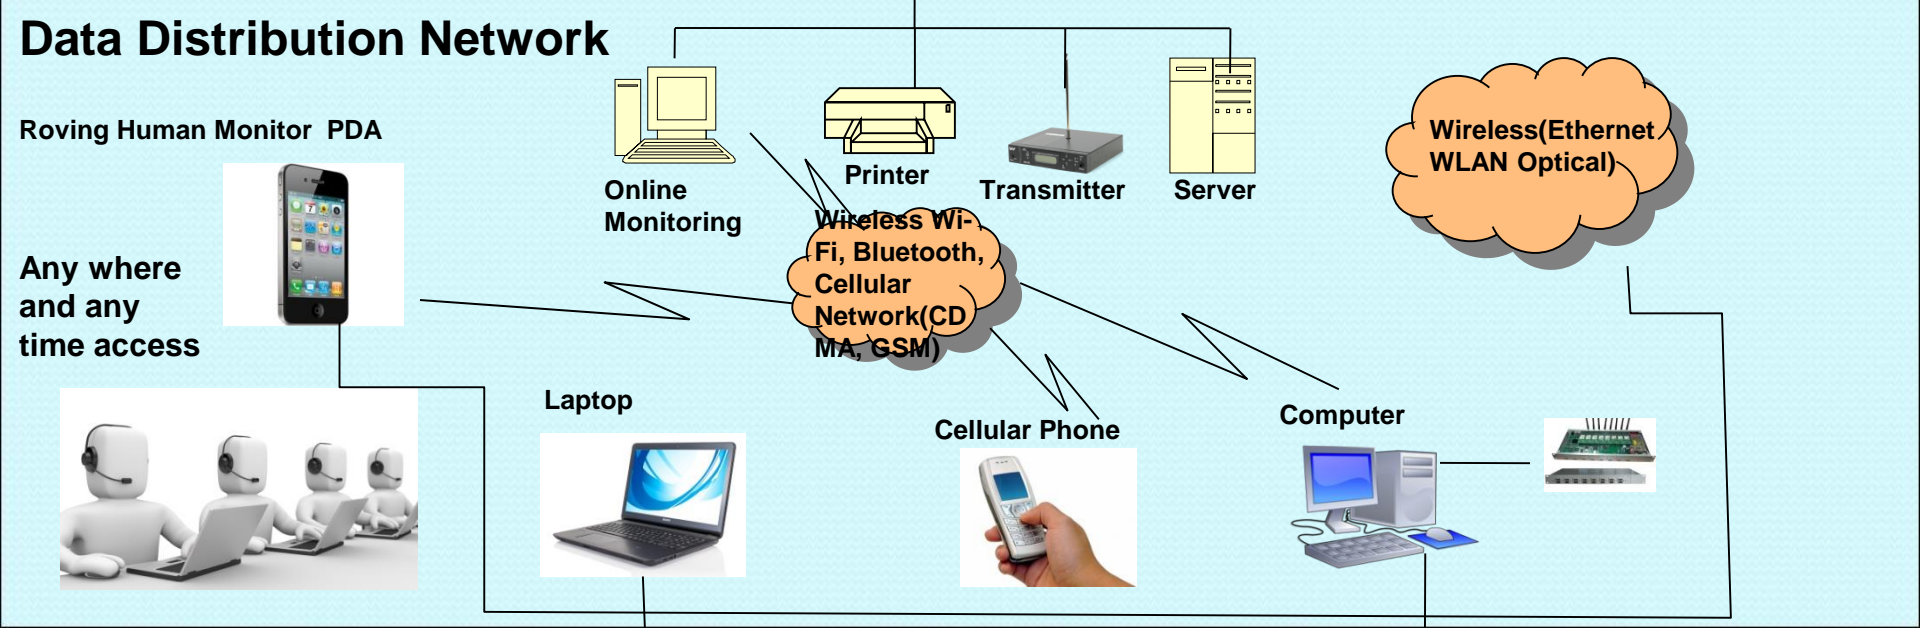 Data Distribution Network
Roving Human Monitor  PDA
Any where
and any
time access
Online
Monitoring
Printer
Transmitter
Server
Wireless(Ethernet
WLAN Optical)
Wireless Wi-
Fi, Bluetooth,
Cellular
Network(CD
MA, GSM)
Laptop
Cellular Phone
Computer